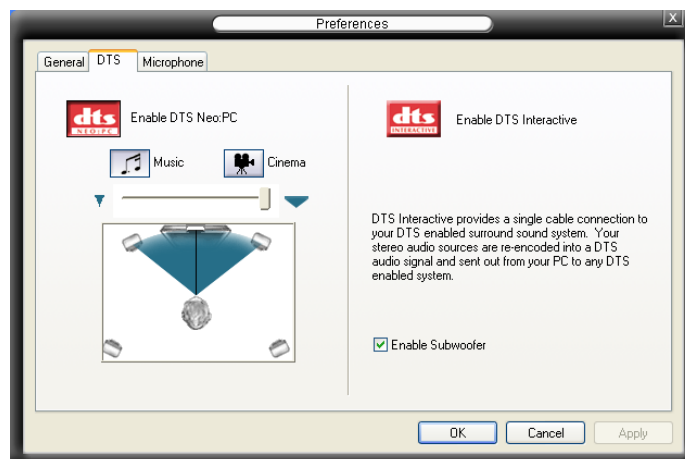 Preferences
X
General DTS Microphone
dts
NEO:PC
Enable DTS Neo:PC
Music
Cinema
dts
INTERACTIVE
Enable DTS Interactive
DTS Interactive provides a single cable connection to
your DTS enabled surround sound system. Your
stereo audio sources are re-encoded into a DTS
audio signal and sent out from your PC to any DTS
enabled system.
Enable Subwoofer
OK Cancel Apply